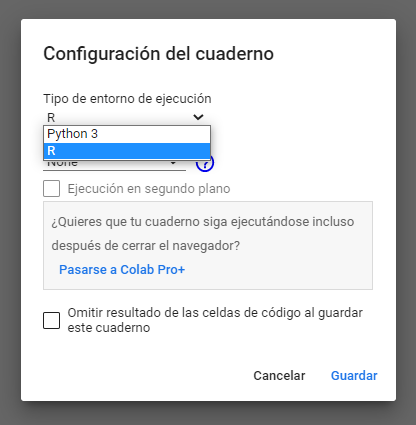 Configuración del cuaderno
Tipo de entorno de ejecución
R
Python 3
R
None
?
Ejecución en segundo plano
¿Quieres que tu cuaderno siga ejecutándose incluso
después de cerrar el navegador?
Pasarse a Colab Pro+
Omitir resultado de las celdas de código al guardar
este cuaderno
Cancelar
Guardar